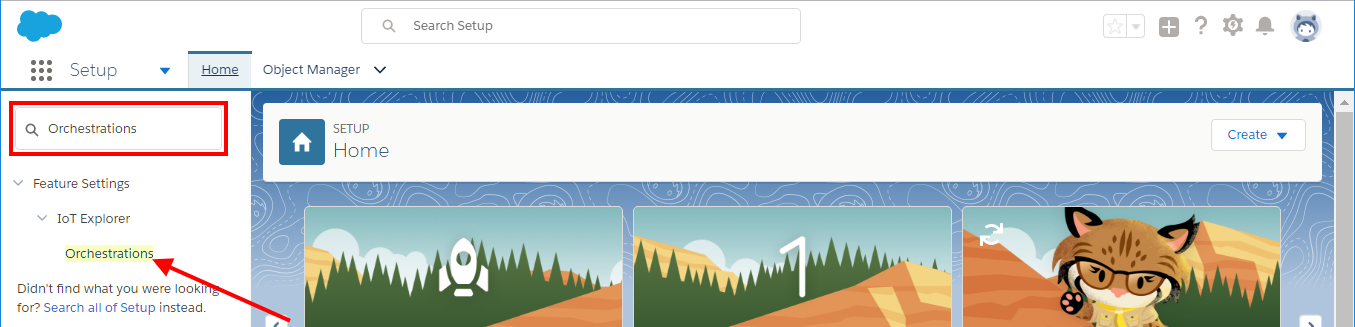 Search Setup
Setup
Home
Object Manager
Orchestrations
Feature Settings
IoT Explorer
Orchestrations
Didn't find what you were looking
for? Search all of Setup instead.
SETUP
Home
Create
1